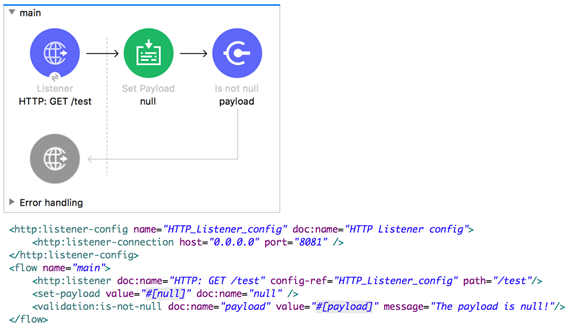 main
Listener
HTTP: GET /test
Set Payload
null
Is not null
payload
Error handling
<http:listener-config name="HTTP_Listener_config" doc:name="HTTP Listener config">
<http:listener-connection host="0.0.0.0" port="8081" />
</http:listener-config>
<flow name="main">
<http:listener doc:name="HTTP: GET /test" config-ref="HTTP_Listener_config" path="/test"/>
<set-payload value="#[null]" doc:name="null" />
<validation:is-not-null doc:name="payload" value="#[payload]" message="The payload is null!"/>
</flow>